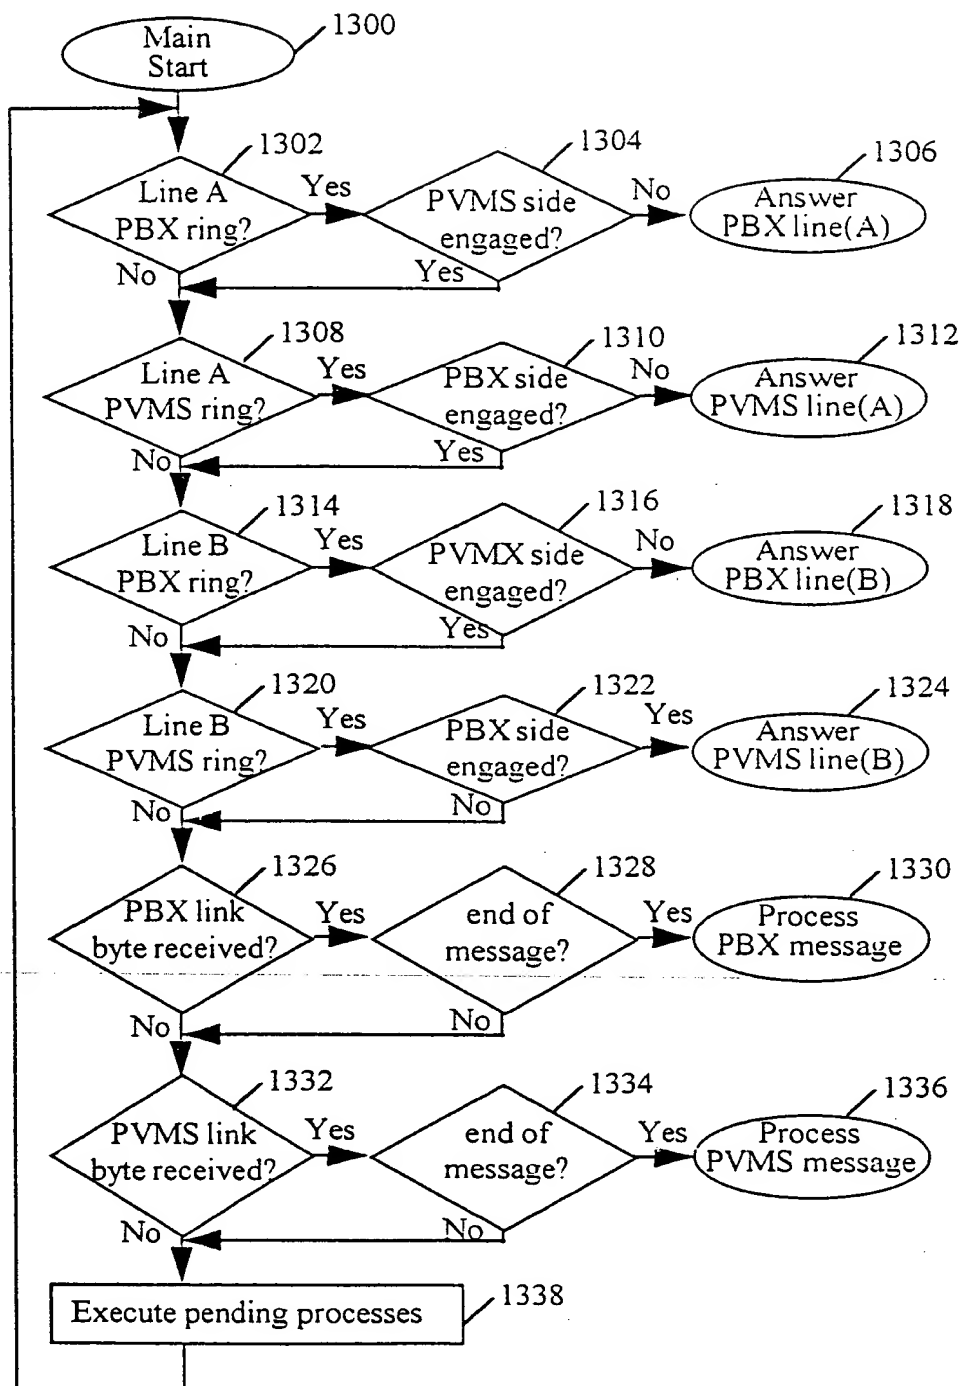 Main
Start
1300
1302
1304
1306
Line A
PBX ring?
Yes
PVMS side
engaged?
No
Answer
PBX line(A)
No
Yes
1308
1310
1312
Line A
PVMS ring?
Yes
PBX side
engaged?
No
Answer
PVMS line(A)
No
Yes
1314
1316
1318
Line B
PBX ring?
Yes
PVMX side
engaged?
No
Answer
PBX line(B)
No
Yes
1320
1322
1324
Line B
PVMS ring?
Yes
PBX side
engaged?
Yes
Answer
PVMS line(B)
No
No
1326
1328
1330
PBX link
byte received?
Yes
end of
message?
Yes
Process
PBX message
No
No
1332
1334
1336
PVMS link
byte received?
Yes
end of
message?
Yes
Process
PVMS message
No
No
Execute pending processes
1338